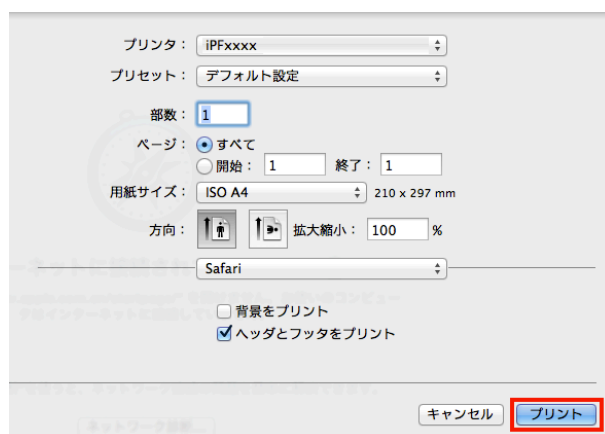 プリンタ： iPFxxxx
プリセット： デフォルト設定
部数： 1
ページ： すべて
開始： 1 終了： 1
用紙サイズ： ISO A4 210 x 297 mm
方向： 拡大縮小： 100 %
Safari
背景をプリント
ヘッダとフッタをプリント
キャンセル プリント